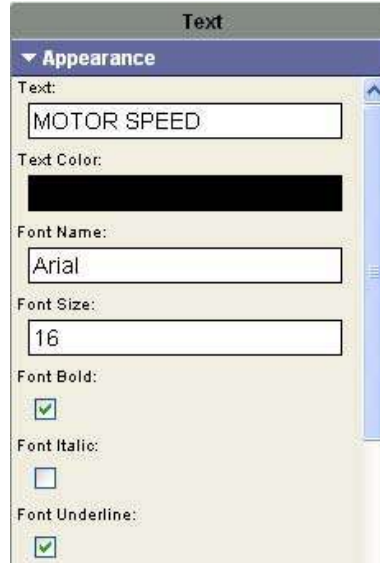 Text
Appearance
Text:
MOTOR SPEED
Text Color:
Font Name:
Arial
Font Size:
16
Font Bold:
Font Italic:
Font Underline: